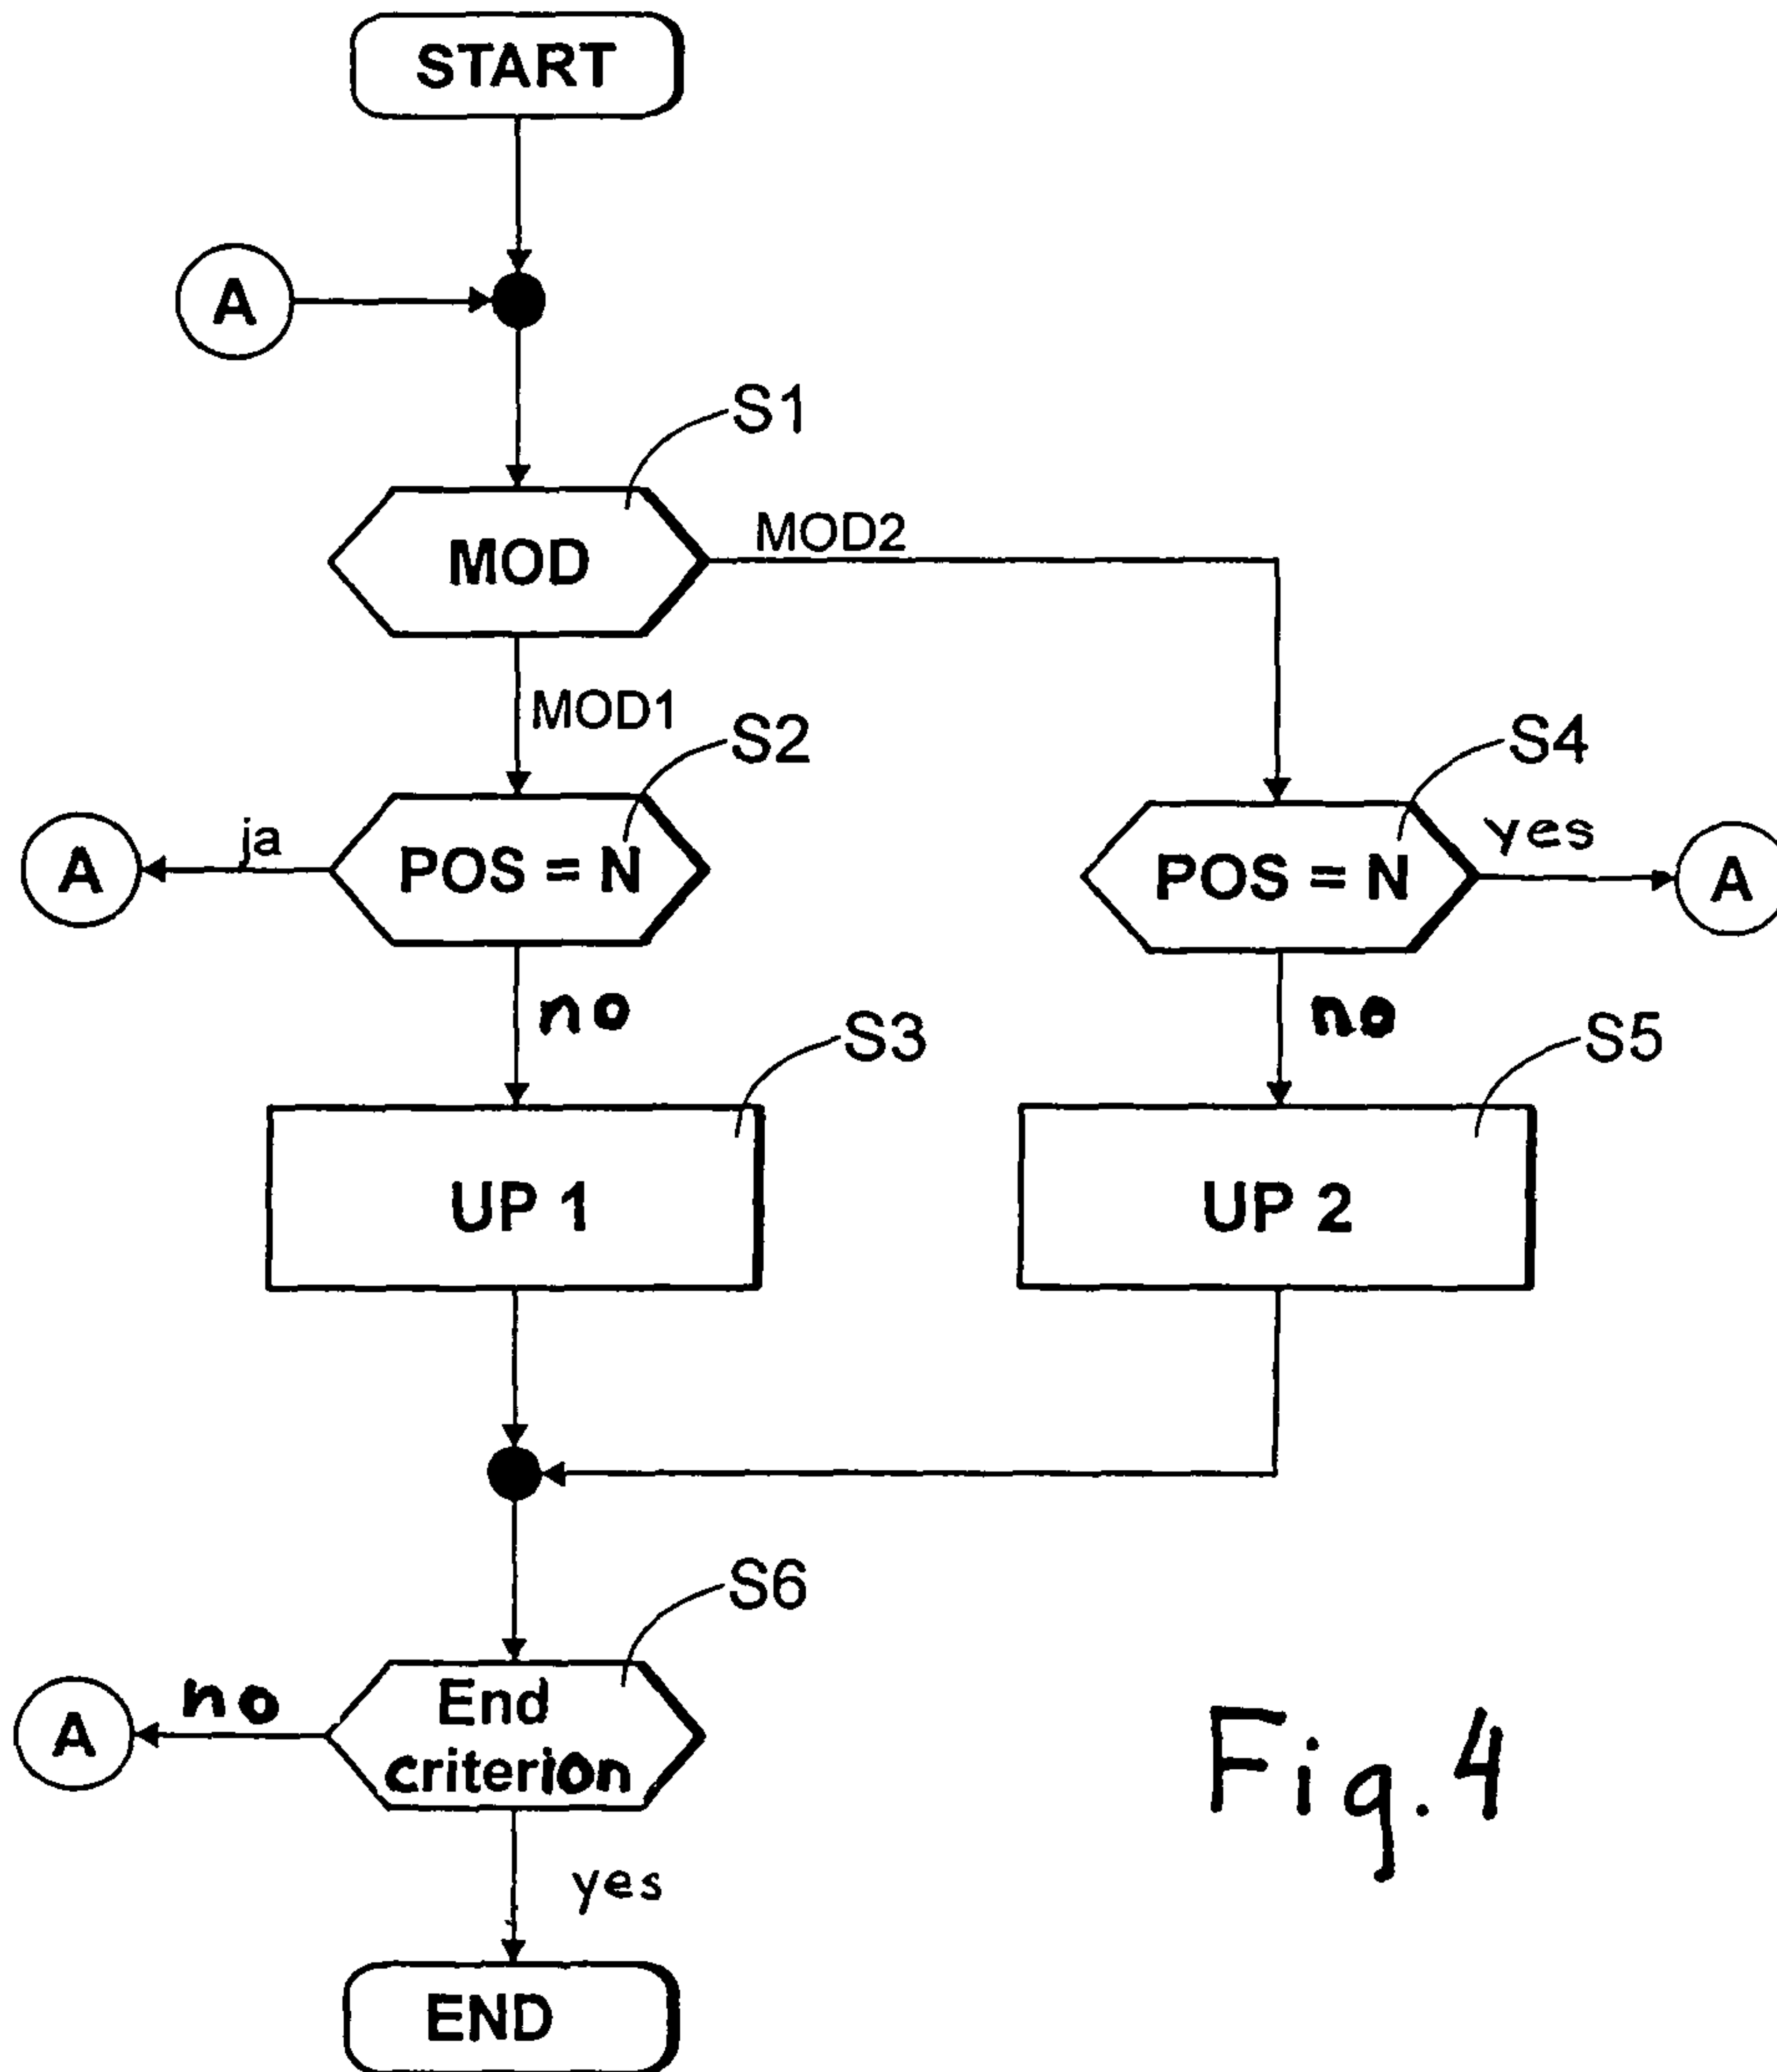 START
A
S1
MOD
MOD2
MOD1
S2
S4
A
ja
POS = N
POS = N
yes
A
no
no
S3
S5
UP 1
UP 2
S6
A
no
End
criterion
Fig.4
yes
END